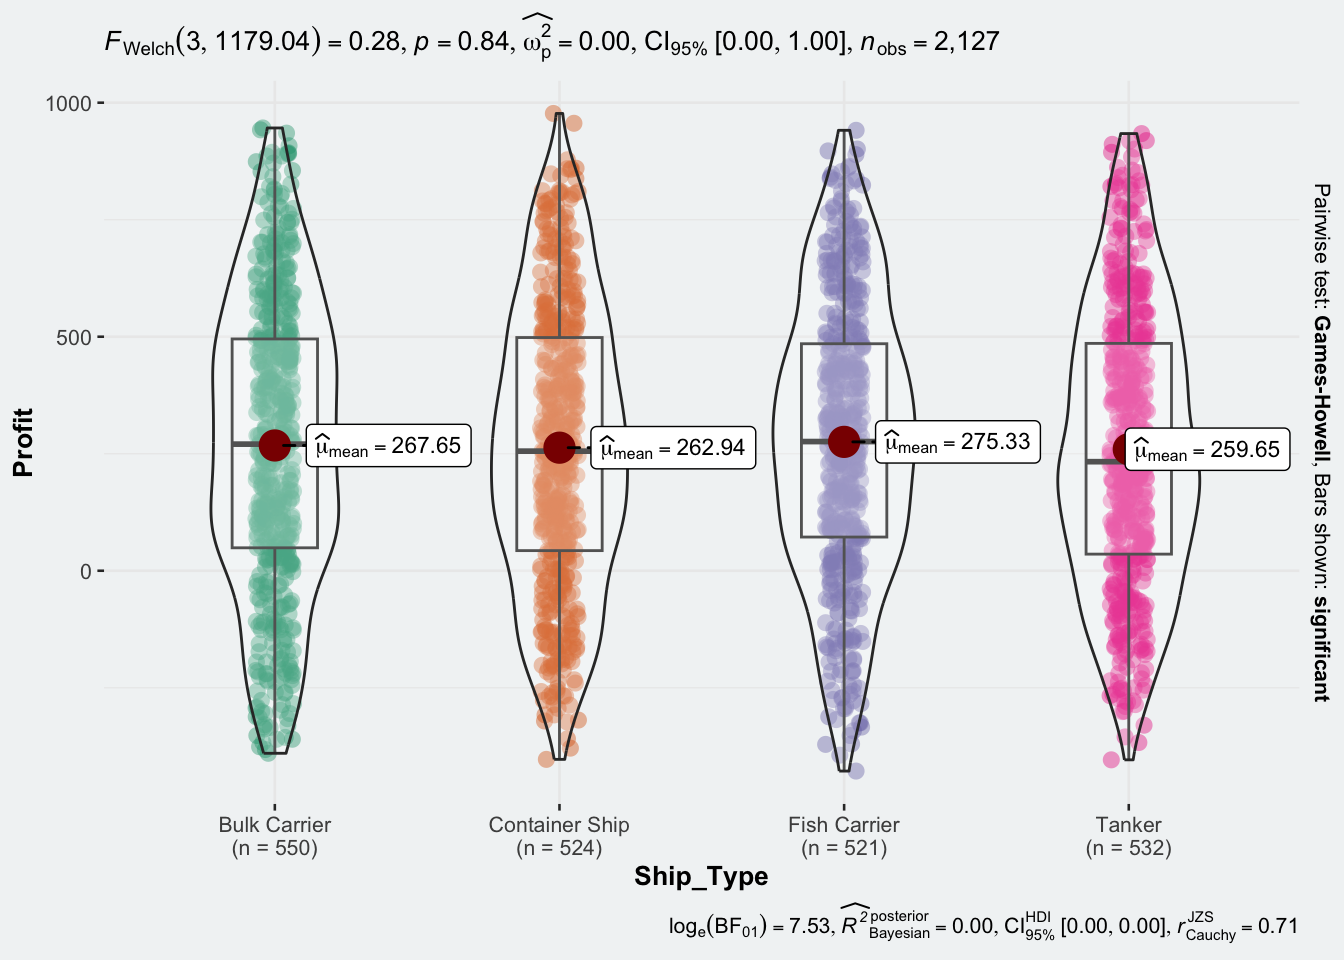 F_Welch(3, 1179.04) = 0.28, p = 0.84, ω̂²_p = 0.00, CI_95% [0.00, 1.00], n_obs = 2,127
Profit
1000
500
0
μ̂_mean = 267.65
μ̂_mean = 262.94
μ̂_mean = 275.33
μ̂_mean = 259.65
Pairwise test: Games-Howell, Bars shown: significant
Bulk Carrier
(n = 550)
Container Ship
(n = 524)
Fish Carrier
(n = 521)
Tanker
(n = 532)
Ship_Type
log_e(BF_01) = 7.53, R̂²^posterior_Bayesian = 0.00, CI^HDI_95% [0.00, 0.00], r^JZS_Cauchy = 0.71